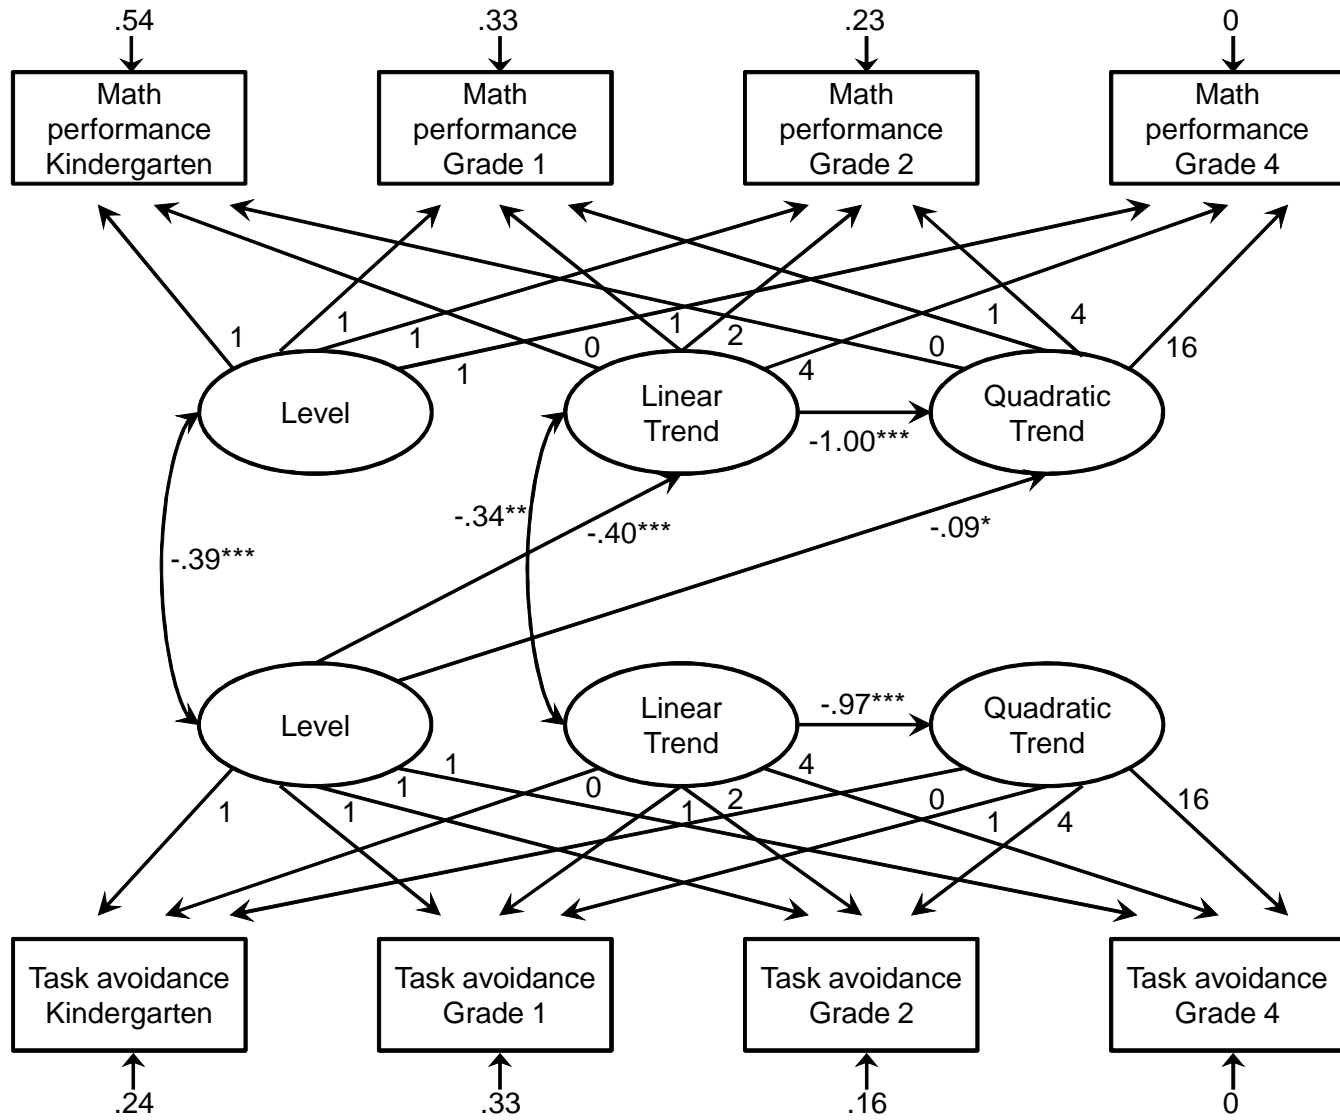 .54
.33
.23
0
Math
performance
Kindergarten
Math
performance
Grade 1
Math
performance
Grade 2
Math
performance
Grade 4
1
1
1
1
0
1
2
4
0
1
4
16
Level
Linear
Trend
-1.00***
Quadratic
Trend
-.39***
-.34**
-.40***
-.09*
Level
Linear
Trend
-.97***
Quadratic
Trend
1
1
1
1
0
1
2
4
0
1
4
16
Task avoidance
Kindergarten
Task avoidance
Grade 1
Task avoidance
Grade 2
Task avoidance
Grade 4
.24
.33
.16
0